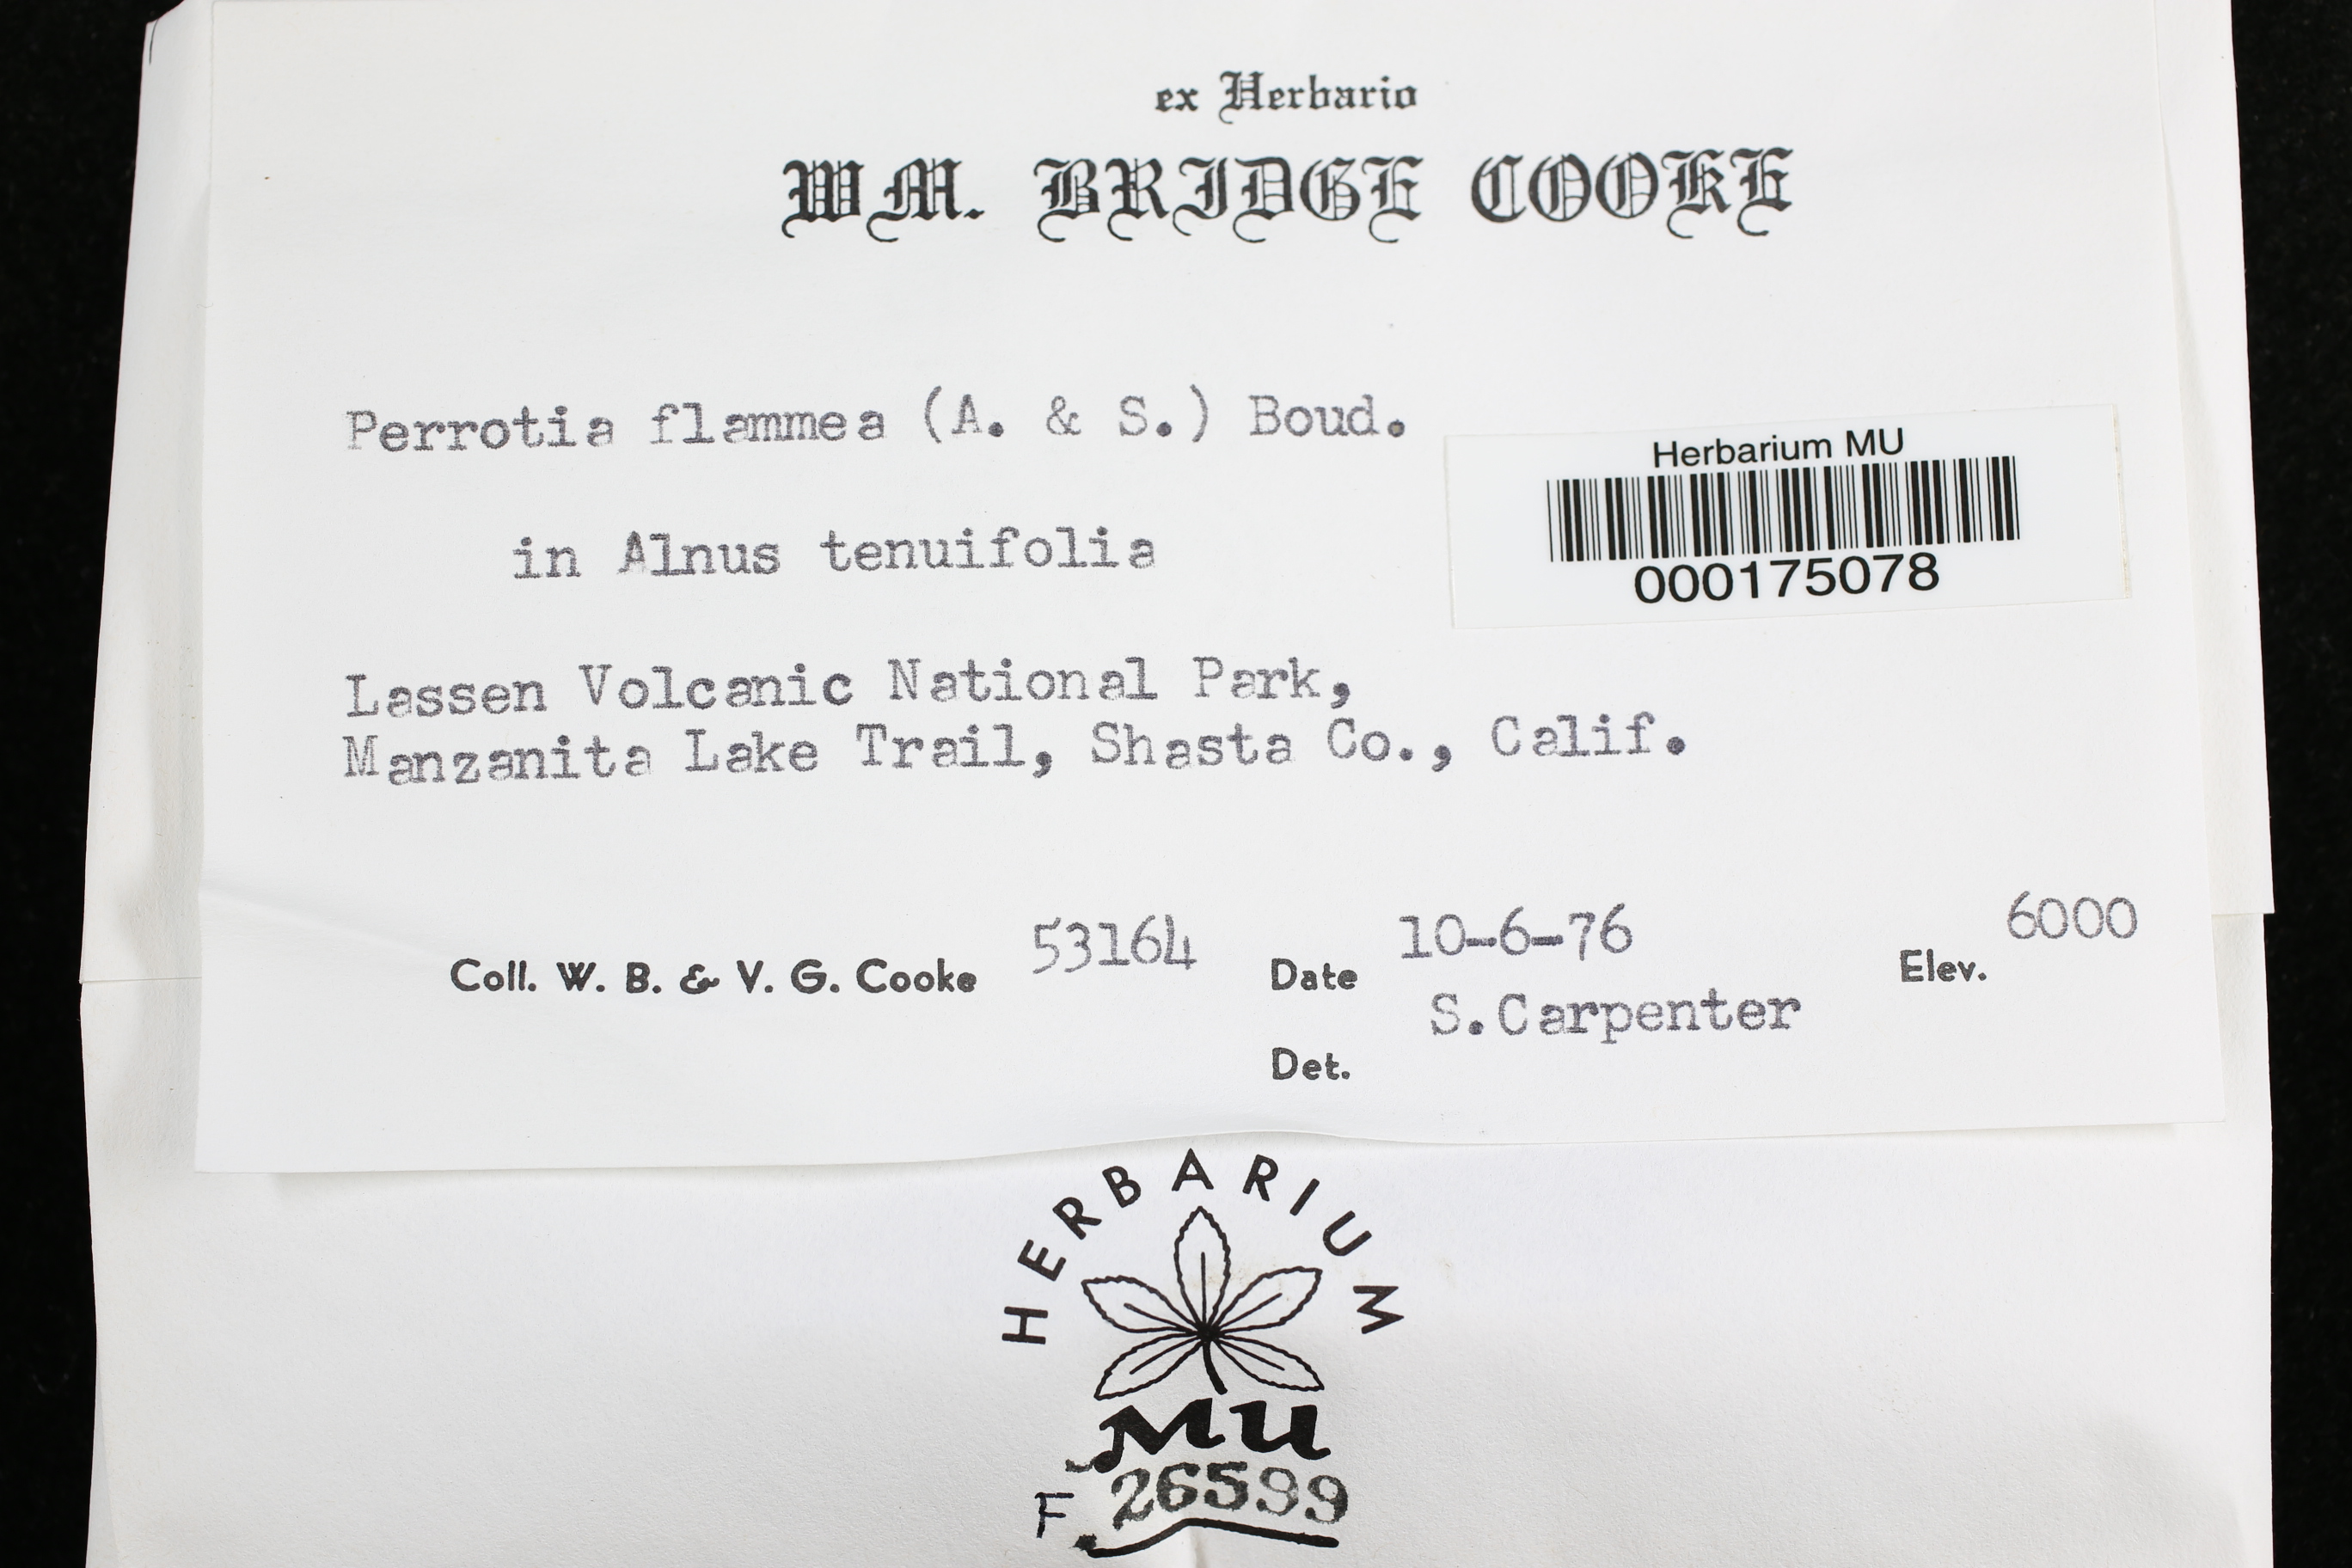 ex Herbario
WM. BRIDGE COOKE
Perrotia flammea (A. & S.) Boud.
Herbarium MU
000175078
in Alnus tenuifolia
Lassen Volcanic National Park,
Manzanita Lake Trail, Shasta Co., Calif.
Coll. W. B. & V. G. Cooke 53164 Date 10-6-76 Elev. 6000
Det. S.Carpenter
HERBARIUM
MU
F. 26599